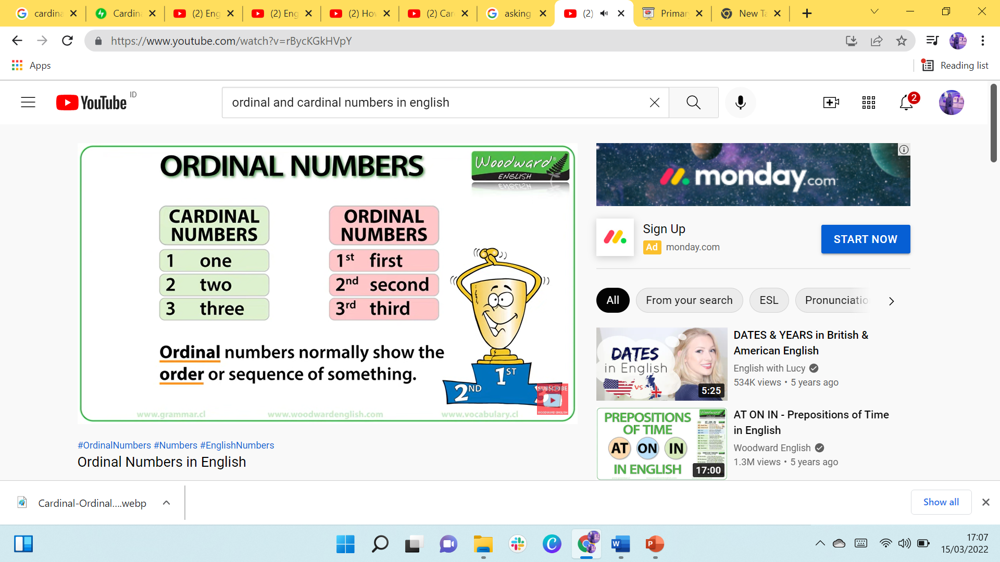 cardina
Cardina
(2) Eng
(2) Eng
(2) Hov
(2) Car
asking
(2)
Primar
New Ta
https://www.youtube.com/watch?v=rBycKGkHVpY
Apps
Reading list
YouTube ID
ordinal and cardinal numbers in english
2
ORDINAL NUMBERS
Woodward®
ENGLISH
CARDINAL
NUMBERS
1 one
2 two
3 three
ORDINAL
NUMBERS
1st first
2nd second
3rd third
Ordinal numbers normally show the
order or sequence of something.
1ST
2ND
SUBSCRIBE
WOODWARD ENGLISH
www.grammar.cl
www.woodwardenglish.com
www.vocabulary.cl
#OrdinalNumbers #Numbers #EnglishNumbers
Ordinal Numbers in English
monday.com
Sign Up
Ad monday.com
START NOW
All
From your search
ESL
Pronunciatio
DATES
in English
vs
5:25
DATES & YEARS in British &
American English
English with Lucy
534K views • 5 years ago
PREPOSITIONS
OF TIME
AT ON IN
IN ENGLISH
Woodward
17:00
AT ON IN - Prepositions of Time
in English
Woodward English
1.3M views • 5 years ago
Cardinal-Ordinal....webp
Show all
17:07
15/03/2022